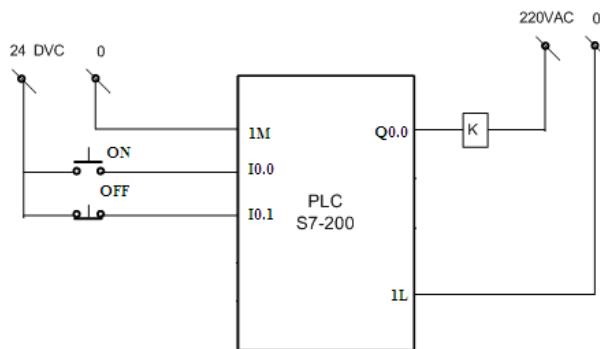 24 DVC 0
220VAC 0
1M
Q0.0
K
ON
I0.0
OFF
I0.1
PLC
S7-200
1L